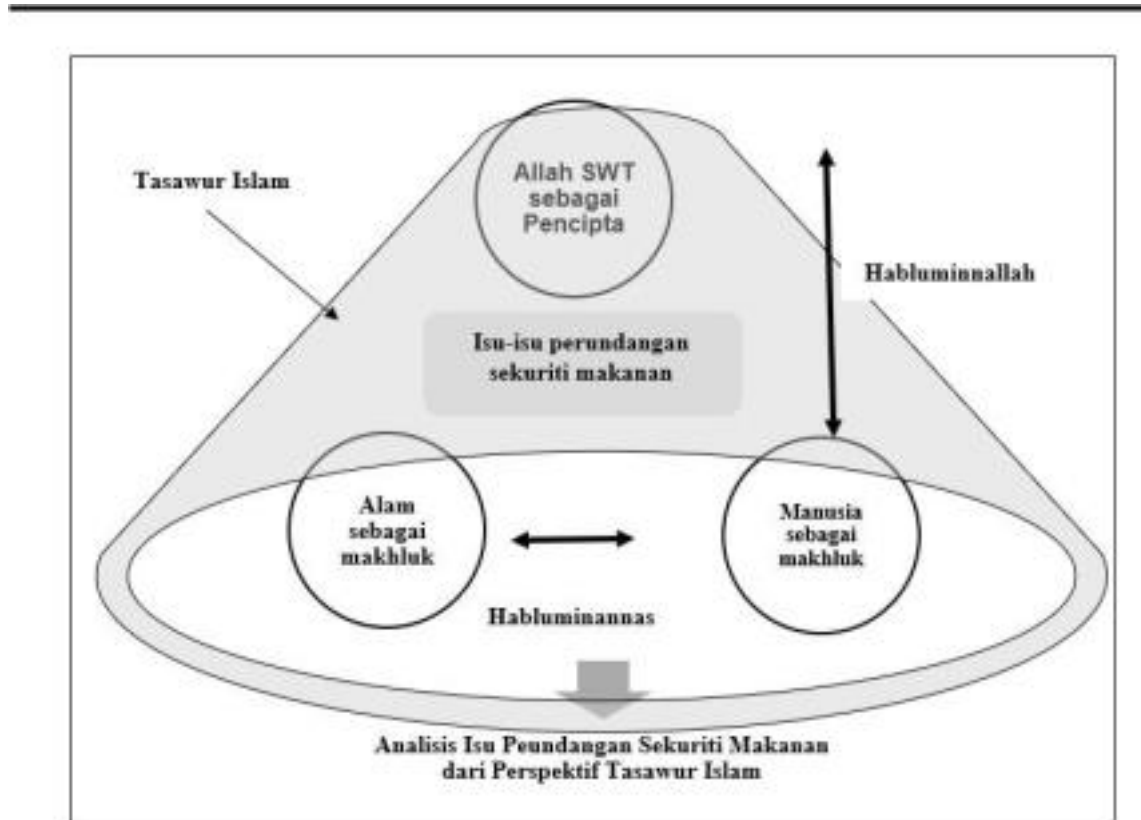 Allah SWT
sebagai
Pencipta
Tasawur Islam
Habluminnallah
Isu-isu perundangan
sekuriti makanan
Alam
sebagai
makhluk
Manusia
sebagai
makhluk
Habluminannas
Analisis Isu Peundangan Sekuriti Makanan
dari Perspektif Tasawur Islam